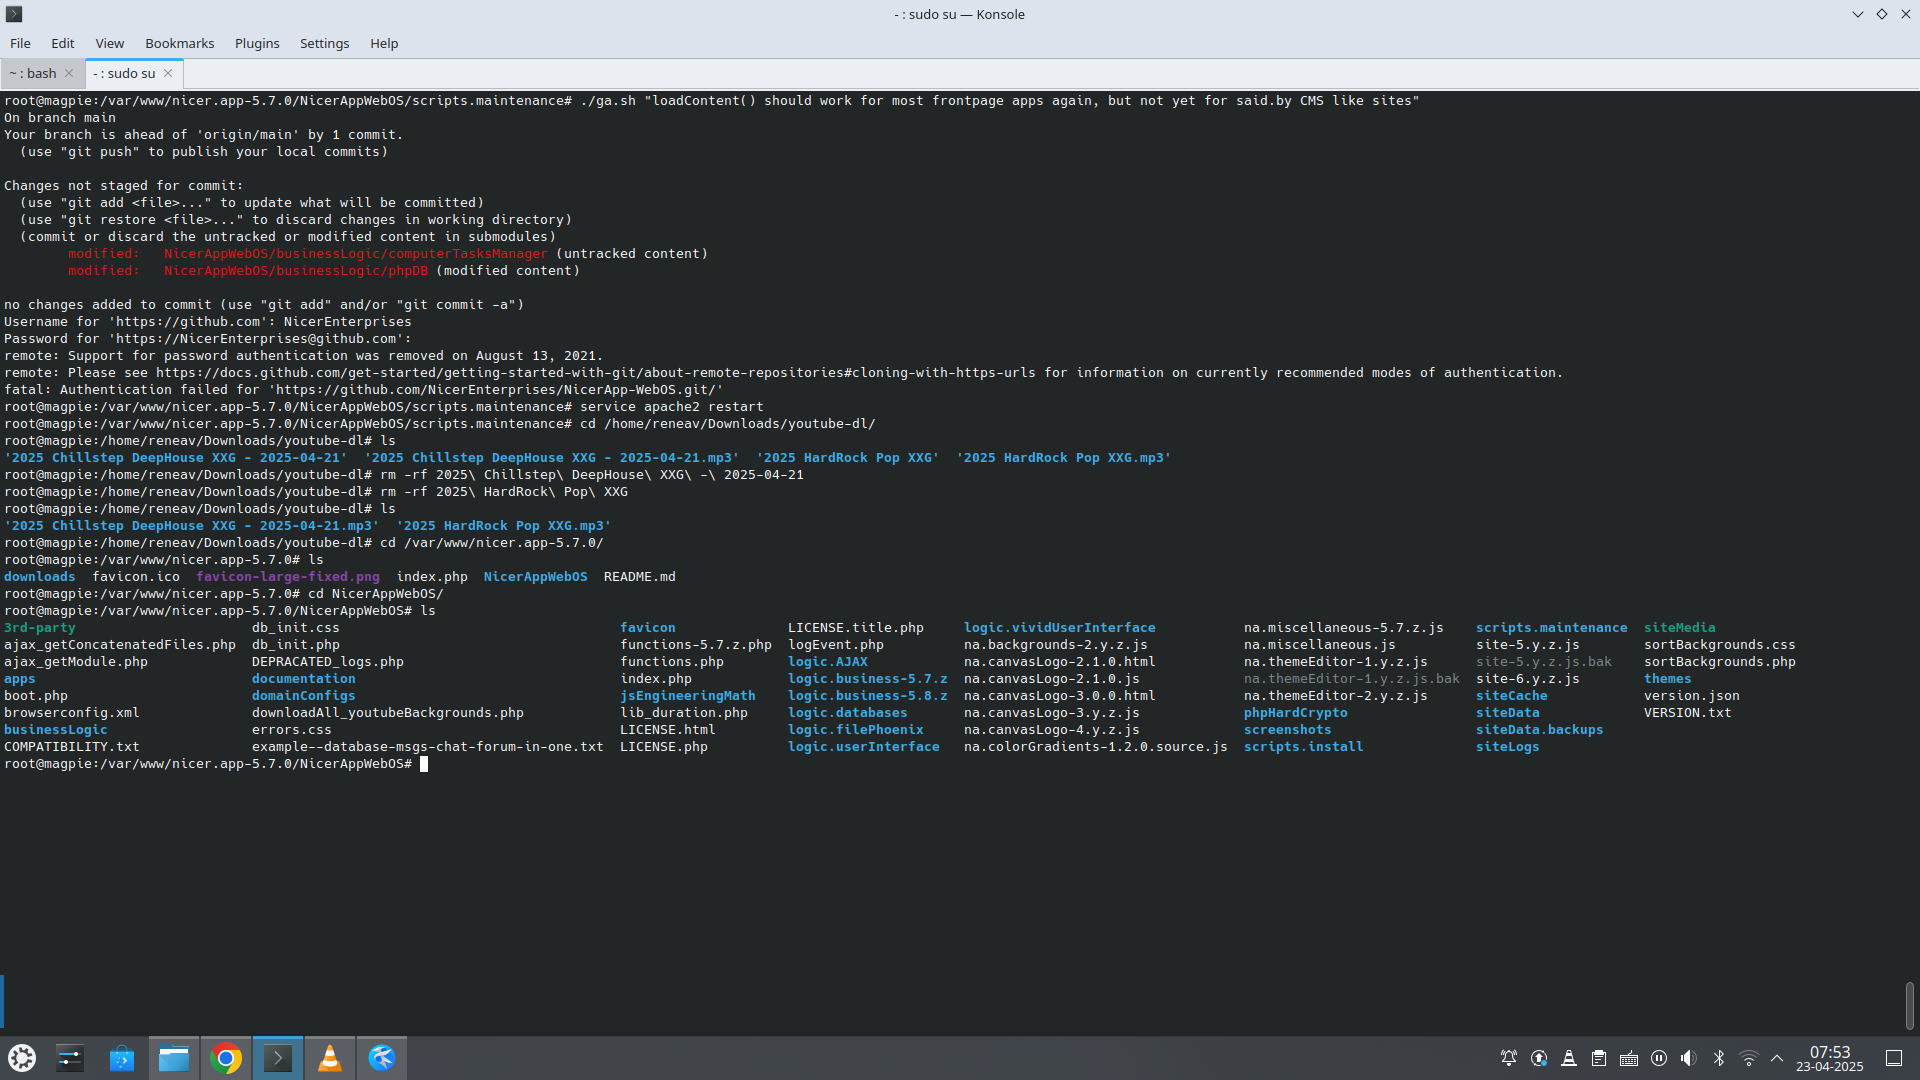 - : sudo su — Konsole
File Edit View Bookmarks Plugins Settings Help
~ : bash
- : sudo su
root@magpie:/var/www/nicer.app-5.7.0/NicerAppWebOS/scripts.maintenance# ./ga.sh "loadContent() should work for most frontpage apps again, but not yet for said.by CMS like sites"
On branch main
Your branch is ahead of 'origin/main' by 1 commit.
(use "git push" to publish your local commits)
Changes not staged for commit:
(use "git add <file>..." to update what will be committed)
(use "git restore <file>..." to discard changes in working directory)
(commit or discard the untracked or modified content in submodules)
modified: NicerAppWebOS/businessLogic/computerTasksManager (untracked content)
modified: NicerAppWebOS/businessLogic/phpDB (modified content)
no changes added to commit (use "git add" and/or "git commit -a")
Username for 'https://github.com': NicerEnterprises
Password for 'https://NicerEnterprises@github.com':
remote: Support for password authentication was removed on August 13, 2021.
remote: Please see https://docs.github.com/get-started/getting-started-with-git/about-remote-repositories#cloning-with-https-urls for information on currently recommended modes of authentication.
fatal: Authentication failed for 'https://github.com/NicerEnterprises/NicerApp-WebOS.git/'
root@magpie:/var/www/nicer.app-5.7.0/NicerAppWebOS/scripts.maintenance# service apache2 restart
root@magpie:/var/www/nicer.app-5.7.0/NicerAppWebOS/scripts.maintenance# cd /home/reneav/Downloads/youtube-dl/
root@magpie:/home/reneav/Downloads/youtube-dl# ls
'2025 Chillstep DeepHouse XXG - 2025-04-21' '2025 Chillstep DeepHouse XXG - 2025-04-21.mp3' '2025 HardRock Pop XXG' '2025 HardRock Pop XXG.mp3'
root@magpie:/home/reneav/Downloads/youtube-dl# rm -rf 2025\ Chillstep\ DeepHouse\ XXG\ -\ 2025-04-21
root@magpie:/home/reneav/Downloads/youtube-dl# rm -rf 2025\ HardRock\ Pop\ XXG
root@magpie:/home/reneav/Downloads/youtube-dl# ls
'2025 Chillstep DeepHouse XXG - 2025-04-21.mp3' '2025 HardRock Pop XXG.mp3'
root@magpie:/home/reneav/Downloads/youtube-dl# cd /var/www/nicer.app-5.7.0/
root@magpie:/var/www/nicer.app-5.7.0# ls
downloads favicon.ico favicon-large-fixed.png index.php NicerAppWebOS README.md
root@magpie:/var/www/nicer.app-5.7.0# cd NicerAppWebOS/
root@magpie:/var/www/nicer.app-5.7.0/NicerAppWebOS# ls
3rd-party db_init.css favicon LICENSE.title.php logic.vividUserInterface na.miscellaneous-5.7.z.js scripts.maintenance siteMedia
ajax_getConcatenatedFiles.php db_init.php functions-5.7.z.php logEvent.php na.backgrounds-2.y.z.js na.miscellaneous.js site-5.y.z.js sortBackgrounds.css
ajax_getModule.php DEPRACATED_logs.php functions.php logic.AJAX na.canvasLogo-2.1.0.html na.themeEditor-1.y.z.js site-5.y.z.js.bak sortBackgrounds.php
apps documentation index.php logic.business-5.7.z na.canvasLogo-2.1.0.js na.themeEditor-1.y.z.js.bak site-6.y.z.js themes
boot.php domainConfigs jsEngineeringMath logic.business-5.8.z na.canvasLogo-3.0.0.html na.themeEditor-2.y.z.js siteCache version.json
browserconfig.xml downloadAll_youtubeBackgrounds.php lib_duration.php logic.databases na.canvasLogo-3.y.z.js phpHardCrypto siteData VERSION.txt
businessLogic errors.css LICENSE.html logic.filePhoenix na.canvasLogo-4.y.z.js screenshots siteData.backups
COMPATIBILITY.txt example--database-msgs-chat-forum-in-one.txt LICENSE.php logic.userInterface na.colorGradients-1.2.0.source.js scripts.install siteLogs
root@magpie:/var/www/nicer.app-5.7.0/NicerAppWebOS#
07:53
23-04-2025